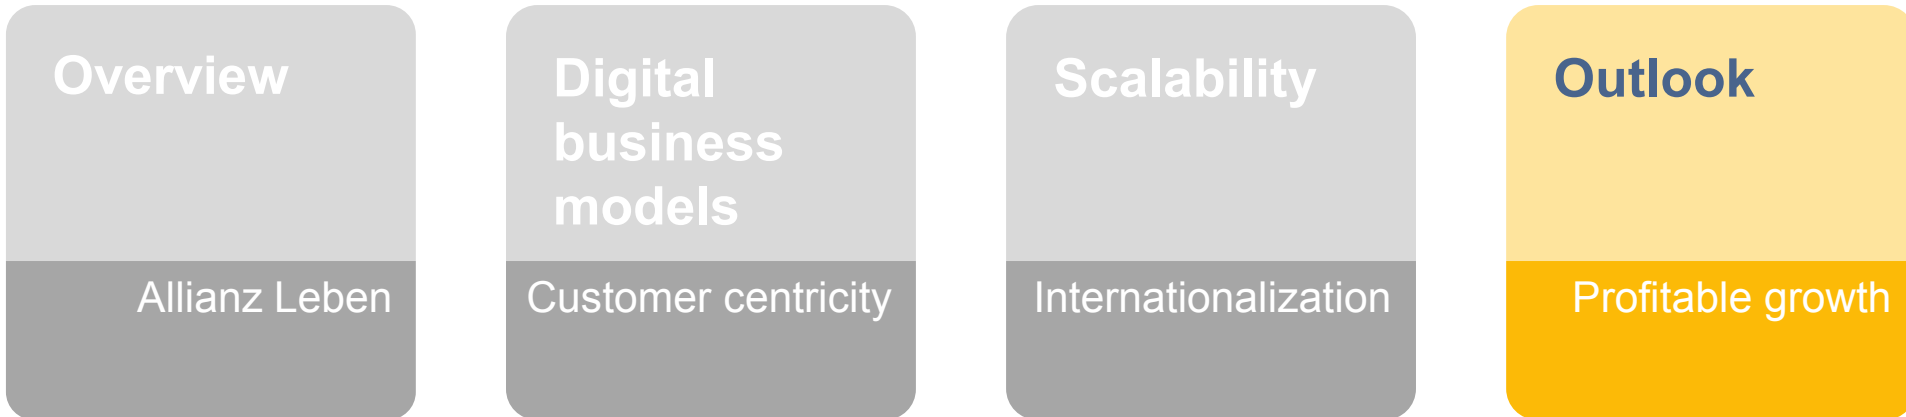 Overview
Allianz Leben
Digital
business
models
Customer centricity
Scalability
Internationalization
Outlook
Profitable growth